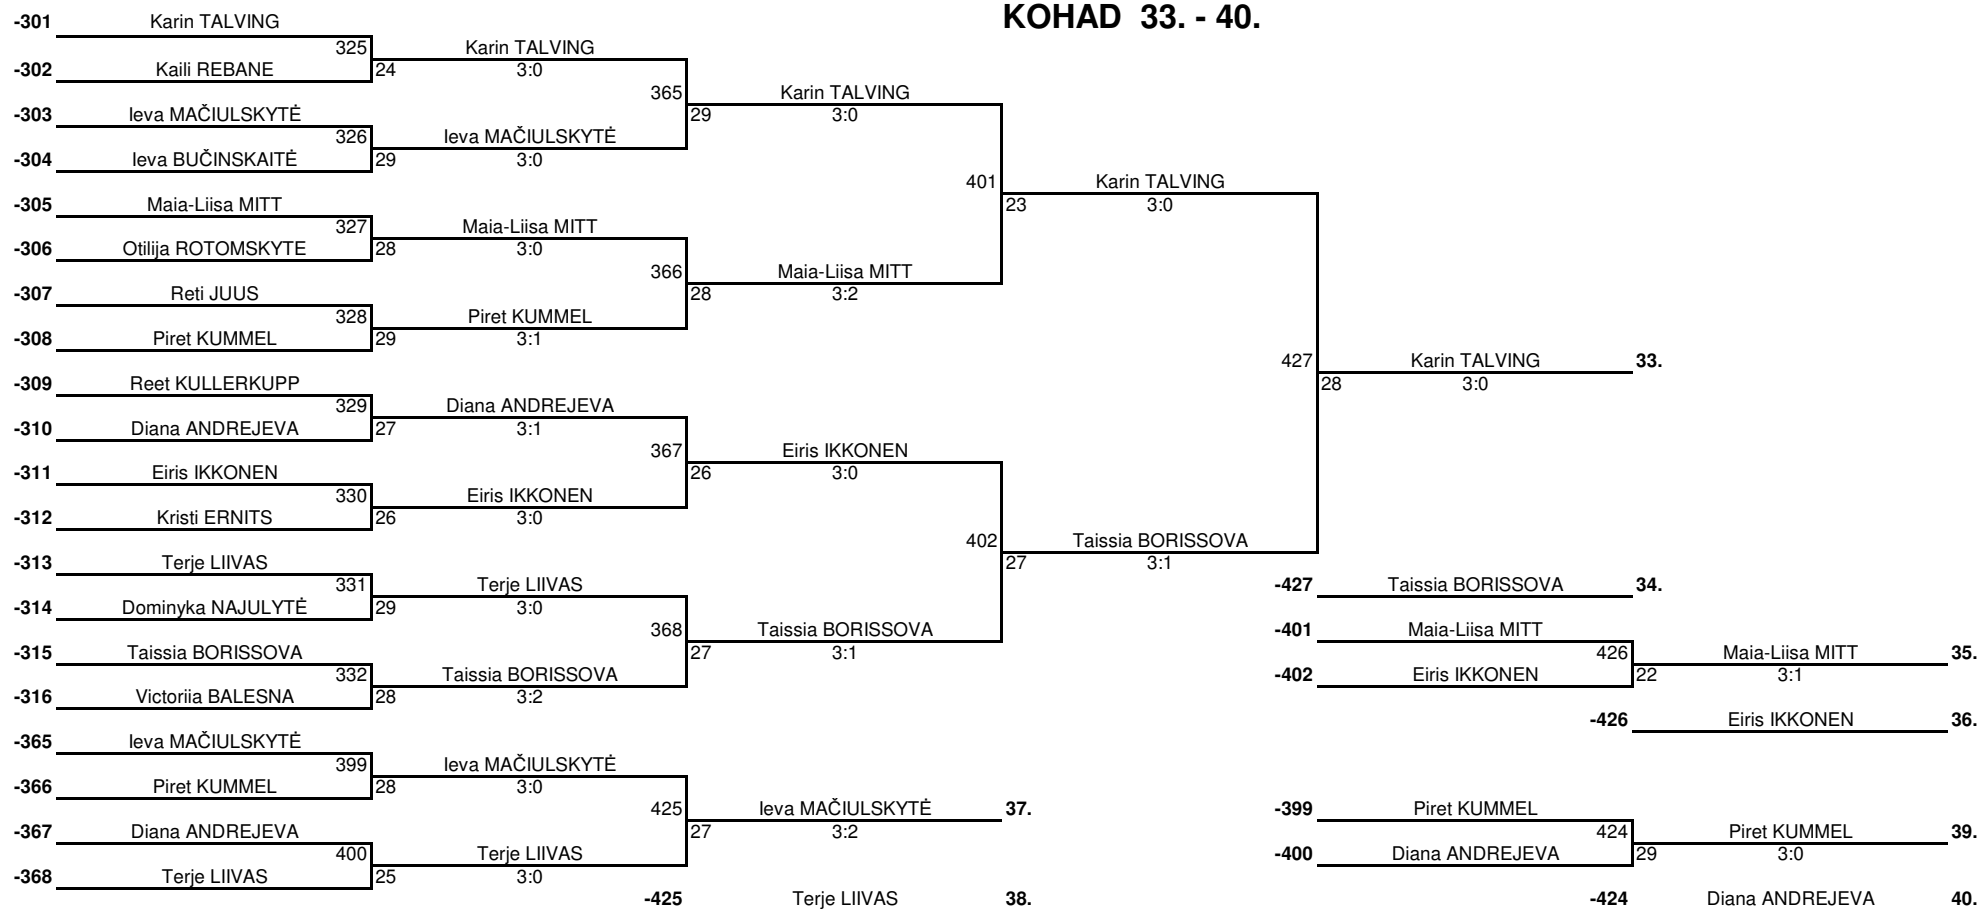 KOHAD 33. - 40.
-301 Karin TALVING
325 Karin TALVING
-302 Kaili REBANE 24 3:0
365 Karin TALVING
-303 Ieva MAČIULSKYTĖ 29 3:0
326 Ieva MAČIULSKYTĖ
-304 Ieva BUČINSKAITĖ 29 3:0
401 Karin TALVING
-305 Maia-Liisa MITT 23 3:0
327 Maia-Liisa MITT
-306 Otilija ROTOMSKYTE 28 3:0
366 Maia-Liisa MITT
-307 Reti JUUS 28 3:2
328 Piret KUMMEL
-308 Piret KUMMEL 29 3:1
427 Karin TALVING 33.
-309 Reet KULLERKUPP 28 3:0
329 Diana ANDREJEVA
-310 Diana ANDREJEVA 27 3:1
367 Eiris IKKONEN
-311 Eiris IKKONEN 26 3:0
330 Eiris IKKONEN
-312 Kristi ERNITS 26 3:0
402 Taissia BORISSOVA
-313 Terje LIIVAS 27 3:1
331 Terje LIIVAS -427 Taissia BORISSOVA 34.
-314 Dominyka NAJULYTĖ 29 3:0
368 Taissia BORISSOVA -401 Maia-Liisa MITT
-315 Taissia BORISSOVA 27 3:1 426 Maia-Liisa MITT 35.
332 Taissia BORISSOVA -402 Eiris IKKONEN 22 3:1
-316 Victoriia BALESNA 28 3:2
-426 Eiris IKKONEN 36.
-365 Ieva MAČIULSKYTĖ
399 Ieva MAČIULSKYTĖ
-366 Piret KUMMEL 28 3:0
425 Ieva MAČIULSKYTĖ 37. -399 Piret KUMMEL
-367 Diana ANDREJEVA 27 3:2 424 Piret KUMMEL 39.
400 Terje LIIVAS -400 Diana ANDREJEVA 29 3:0
-368 Terje LIIVAS 25 3:0
-425 Terje LIIVAS 38. -424 Diana ANDREJEVA 40.